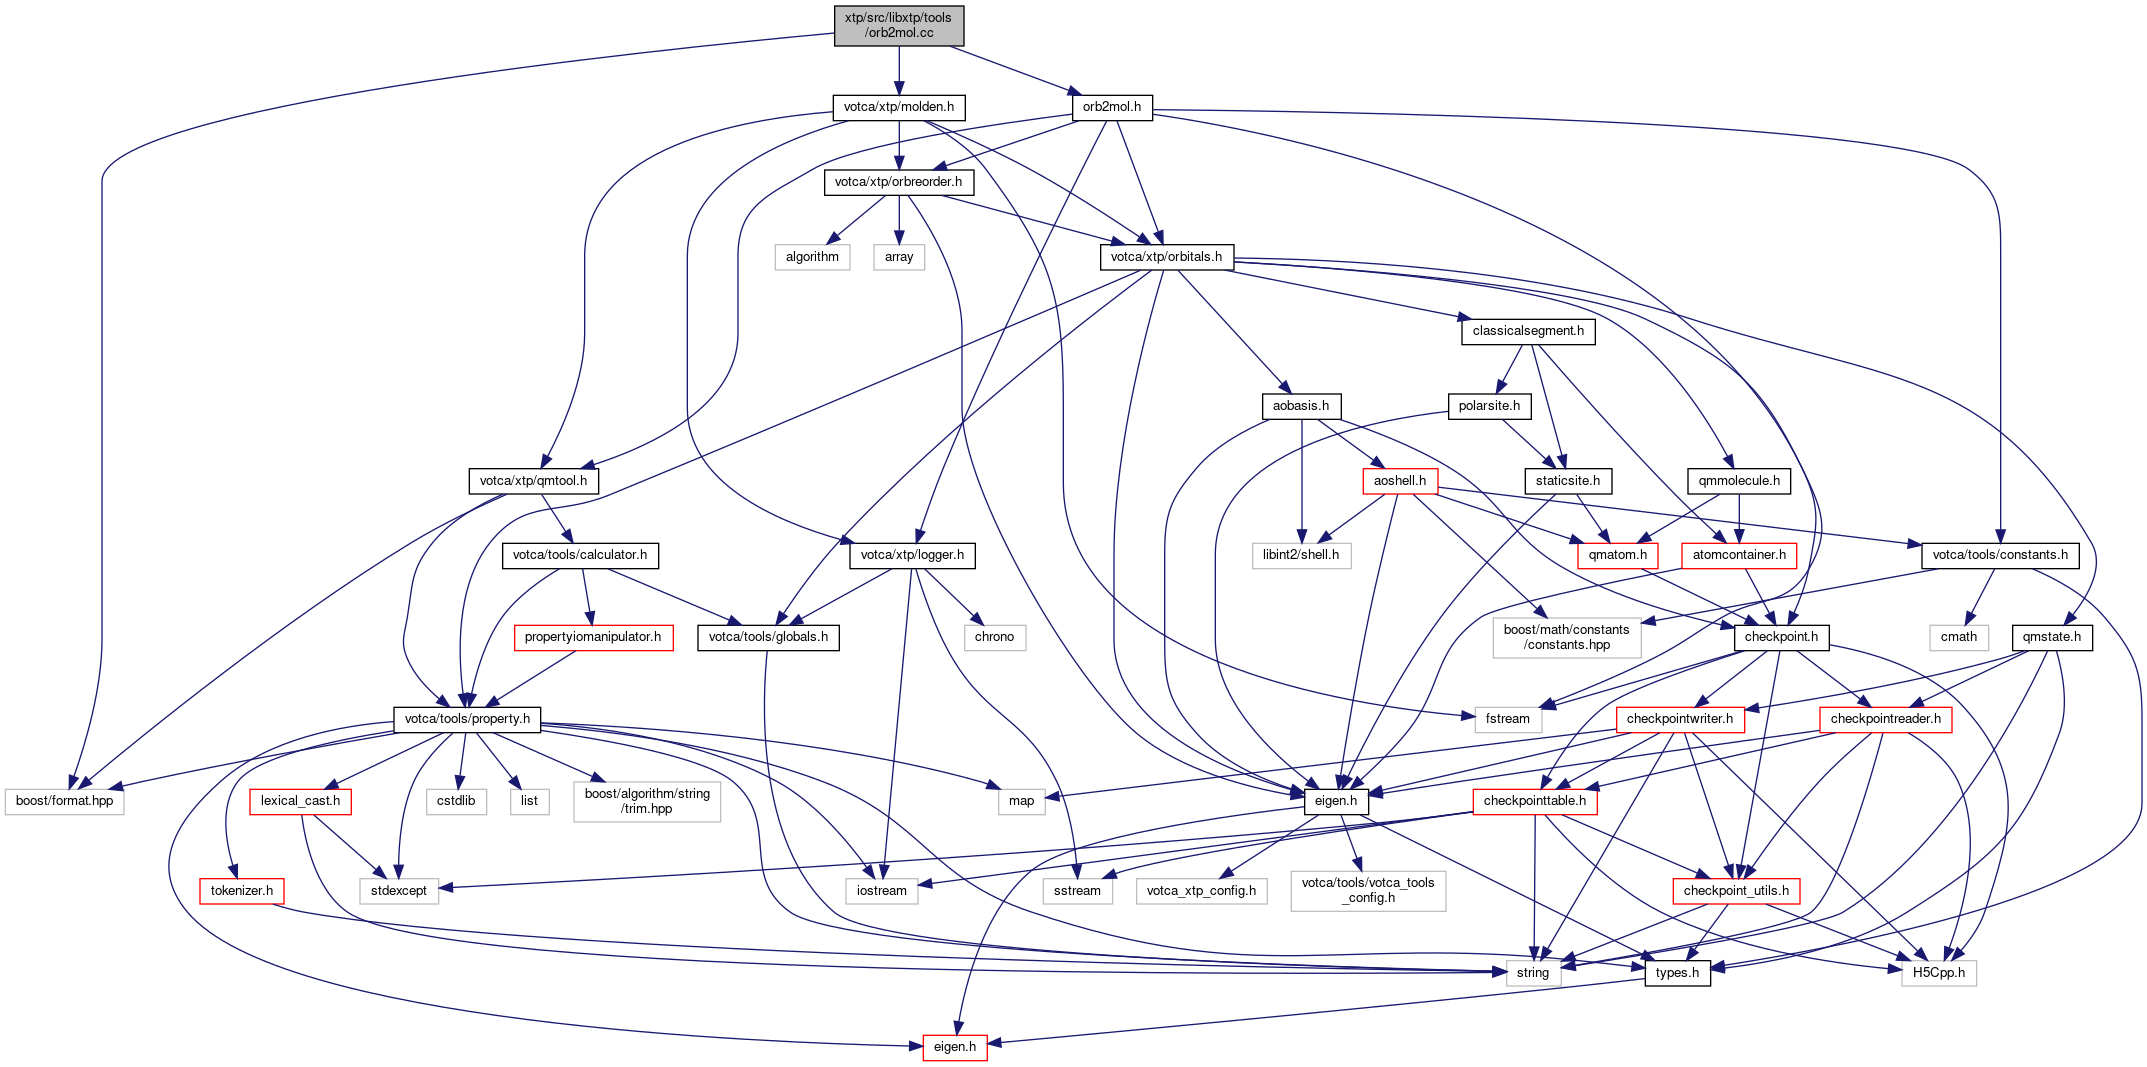 xtp/src/libxtp/tools
/orb2mol.cc
votca/xtp/molden.h
orb2mol.h
votca/xtp/orbreorder.h
algorithm
array
votca/xtp/orbitals.h
classicalsegment.h
aobasis.h
polarsite.h
votca/xtp/qmtool.h
aoshell.h
staticsite.h
qmmolecule.h
votca/tools/calculator.h
votca/xtp/logger.h
libint2/shell.h
qmatom.h
atomcontainer.h
votca/tools/constants.h
propertyiomanipulator.h
votca/tools/globals.h
chrono
boost/math/constants
/constants.hpp
checkpoint.h
cmath
qmstate.h
votca/tools/property.h
fstream
checkpointwriter.h
checkpointreader.h
boost/format.hpp
lexical_cast.h
cstdlib
list
boost/algorithm/string
/trim.hpp
map
eigen.h
checkpointtable.h
tokenizer.h
stdexcept
iostream
sstream
votca_xtp_config.h
votca/tools/votca_tools
_config.h
checkpoint_utils.h
string
types.h
H5Cpp.h
eigen.h